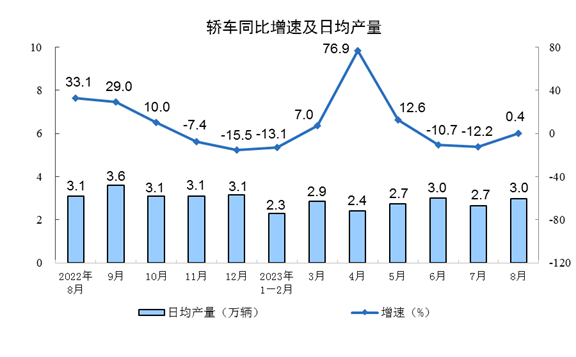 轿车同比增速及日均产量
10
8
6
4
2
0
80
40
0
-40
-80
-120
33.1
29.0
10.0
-7.4
-15.5
-13.1
7.0
76.9
12.6
-10.7
-12.2
0.4
3.1
3.6
3.1
3.1
3.1
2.3
2.9
2.4
2.7
3.0
2.7
3.0
2022年
8月
9月
10月
11月
12月
2023年
1—2月
3月
4月
5月
6月
7月
8月
日均产量（万辆）
增速（%）